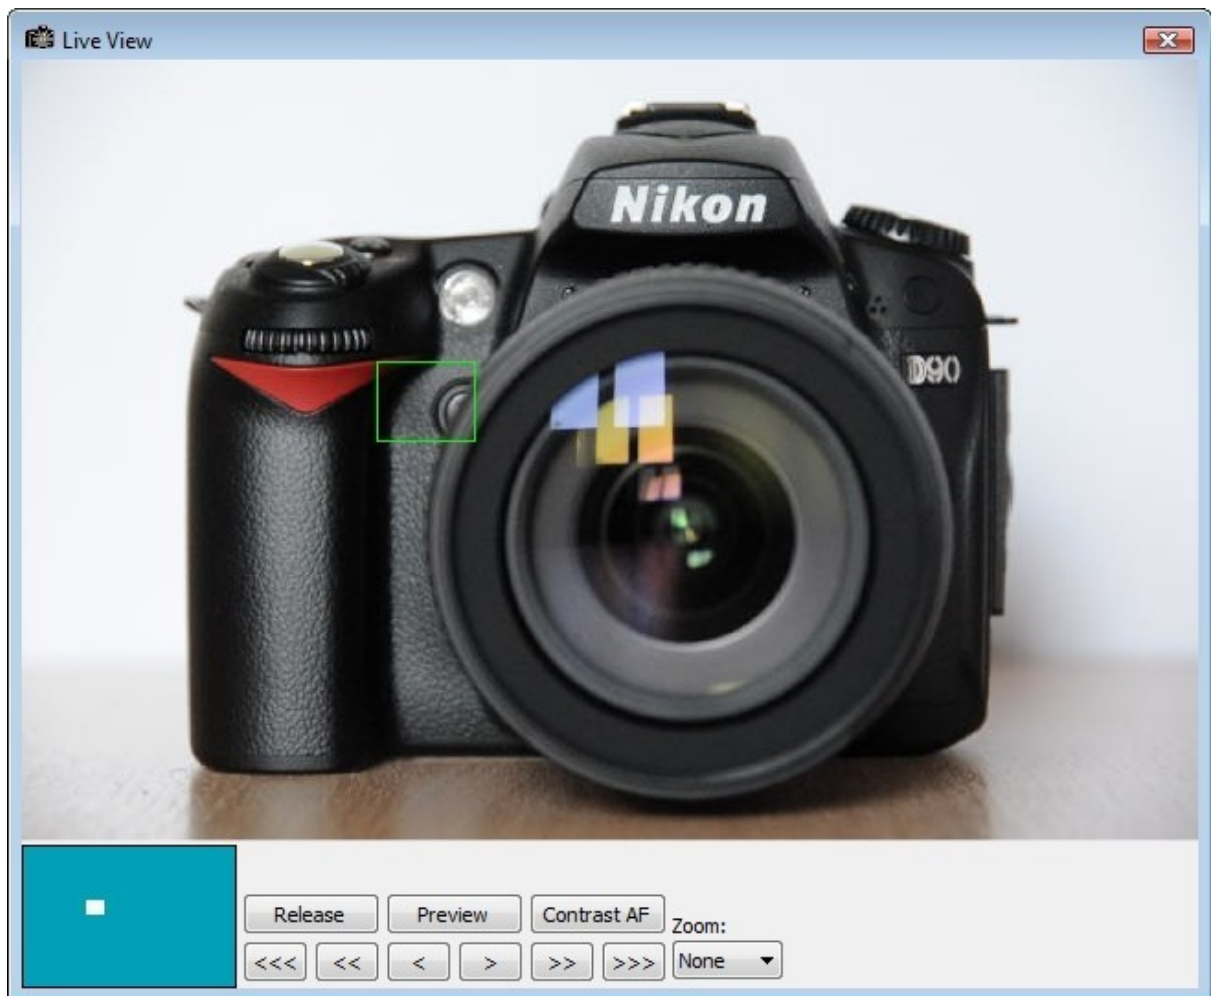 Live View
Nikon
D90
Release Preview Contrast AF Zoom:
<<< << < > >> >>> None